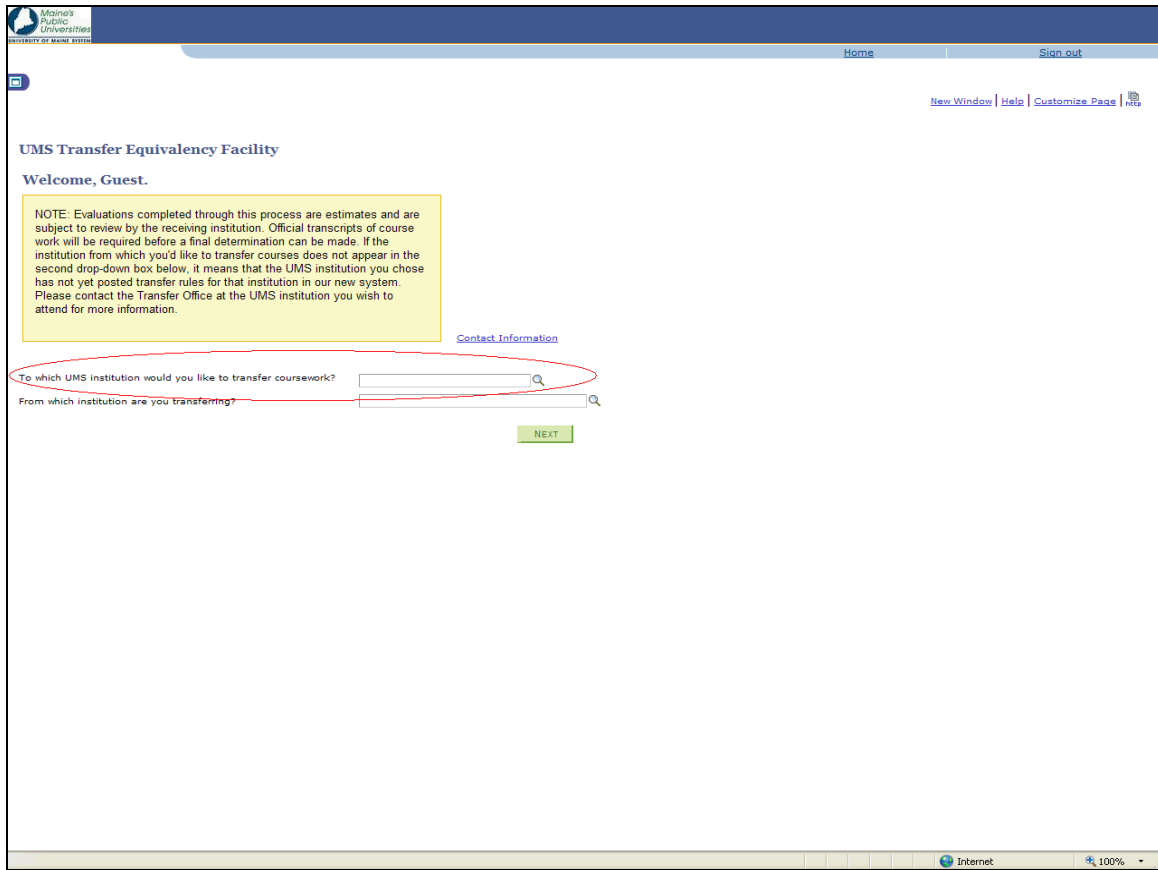 Maine's
Public
Universities
UNIVERSITY OF MAINE SYSTEM
Home
Sign out
New Window | Help | Customize Page |
http
UMS Transfer Equivalency Facility
Welcome, Guest.
NOTE: Evaluations completed through this process are estimates and are
subject to review by the receiving institution. Official transcripts of course
work will be required before a final determination can be made. If the
institution from which you'd like to transfer courses does not appear in the
second drop-down box below, it means that the UMS institution you chose
has not yet posted transfer rules for that institution in our new system.
Please contact the Transfer Office at the UMS institution you wish to
attend for more information.
Contact Information
To which UMS institution would you like to transfer coursework?
From which institution are you transferring?
NEXT
Internet
100%